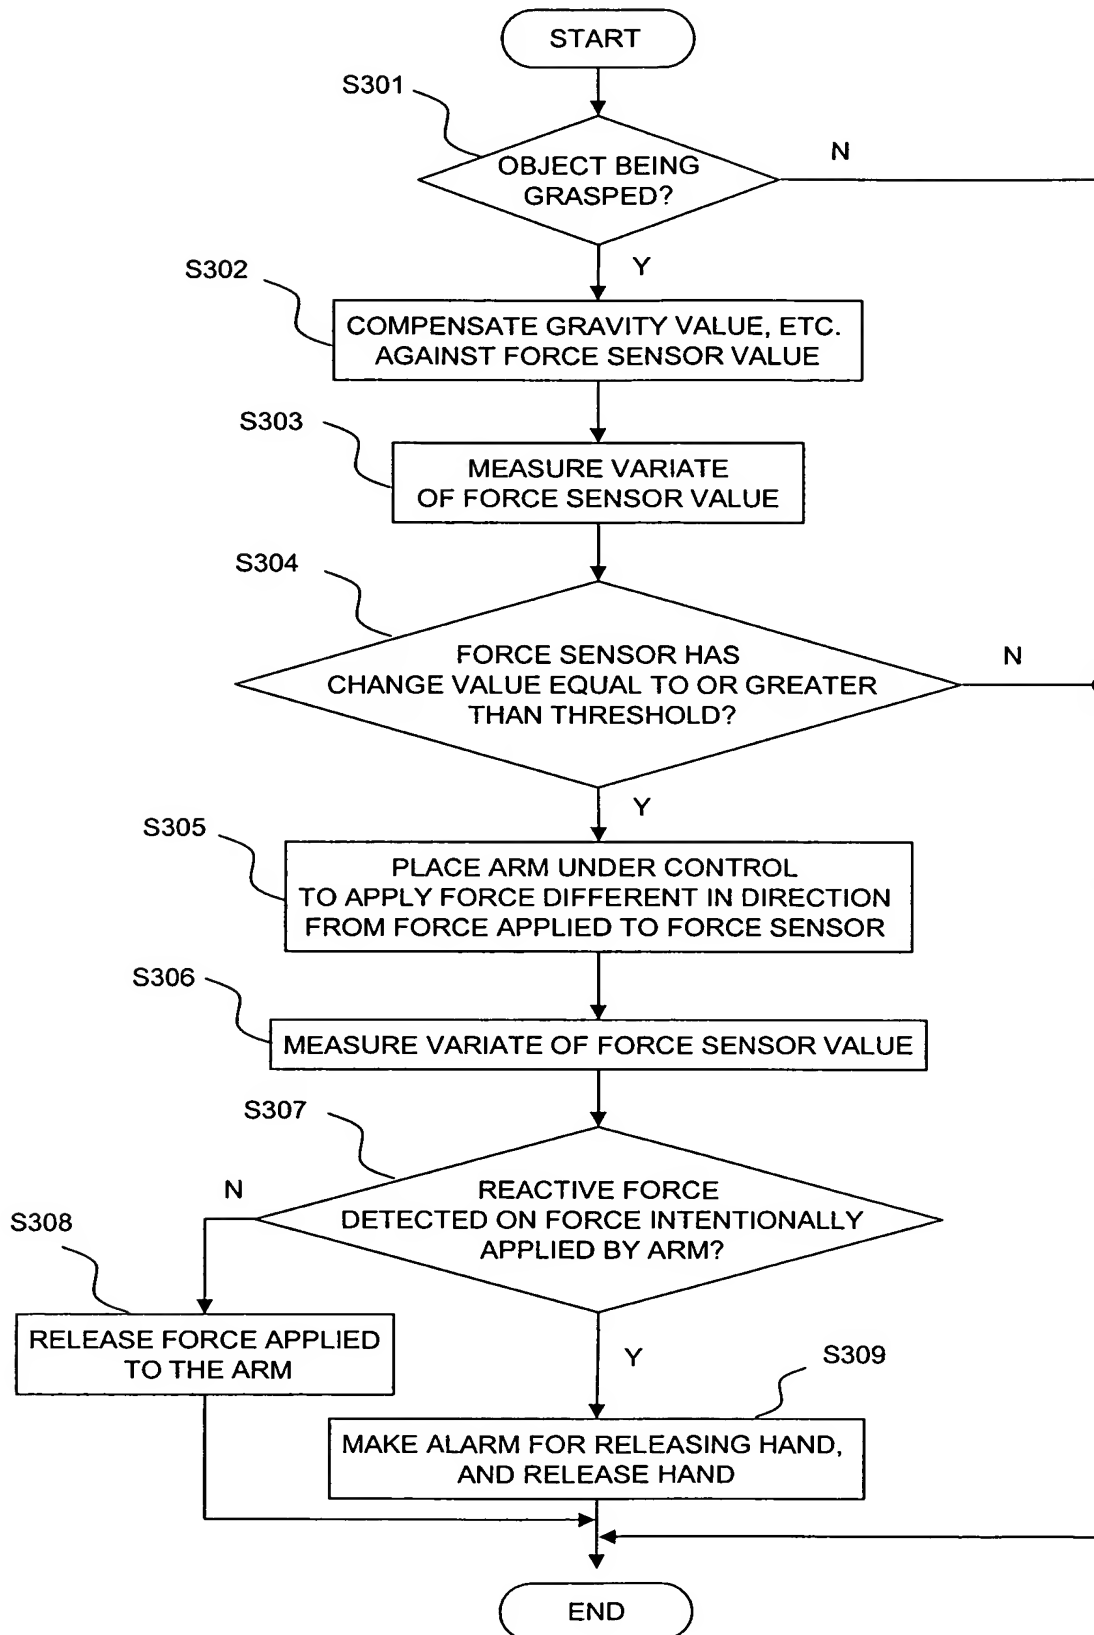 START
S301
OBJECT BEING
GRASPED?
N
Y
S302
COMPENSATE GRAVITY VALUE, ETC.
AGAINST FORCE SENSOR VALUE
S303
MEASURE VARIATE
OF FORCE SENSOR VALUE
S304
FORCE SENSOR HAS
CHANGE VALUE EQUAL TO OR GREATER
THAN THRESHOLD?
N
Y
S305
PLACE ARM UNDER CONTROL
TO APPLY FORCE DIFFERENT IN DIRECTION
FROM FORCE APPLIED TO FORCE SENSOR
S306
MEASURE VARIATE OF FORCE SENSOR VALUE
S307
REACTIVE FORCE
DETECTED ON FORCE INTENTIONALLY
APPLIED BY ARM?
N
S308
RELEASE FORCE APPLIED
TO THE ARM
Y
S309
MAKE ALARM FOR RELEASING HAND,
AND RELEASE HAND
END